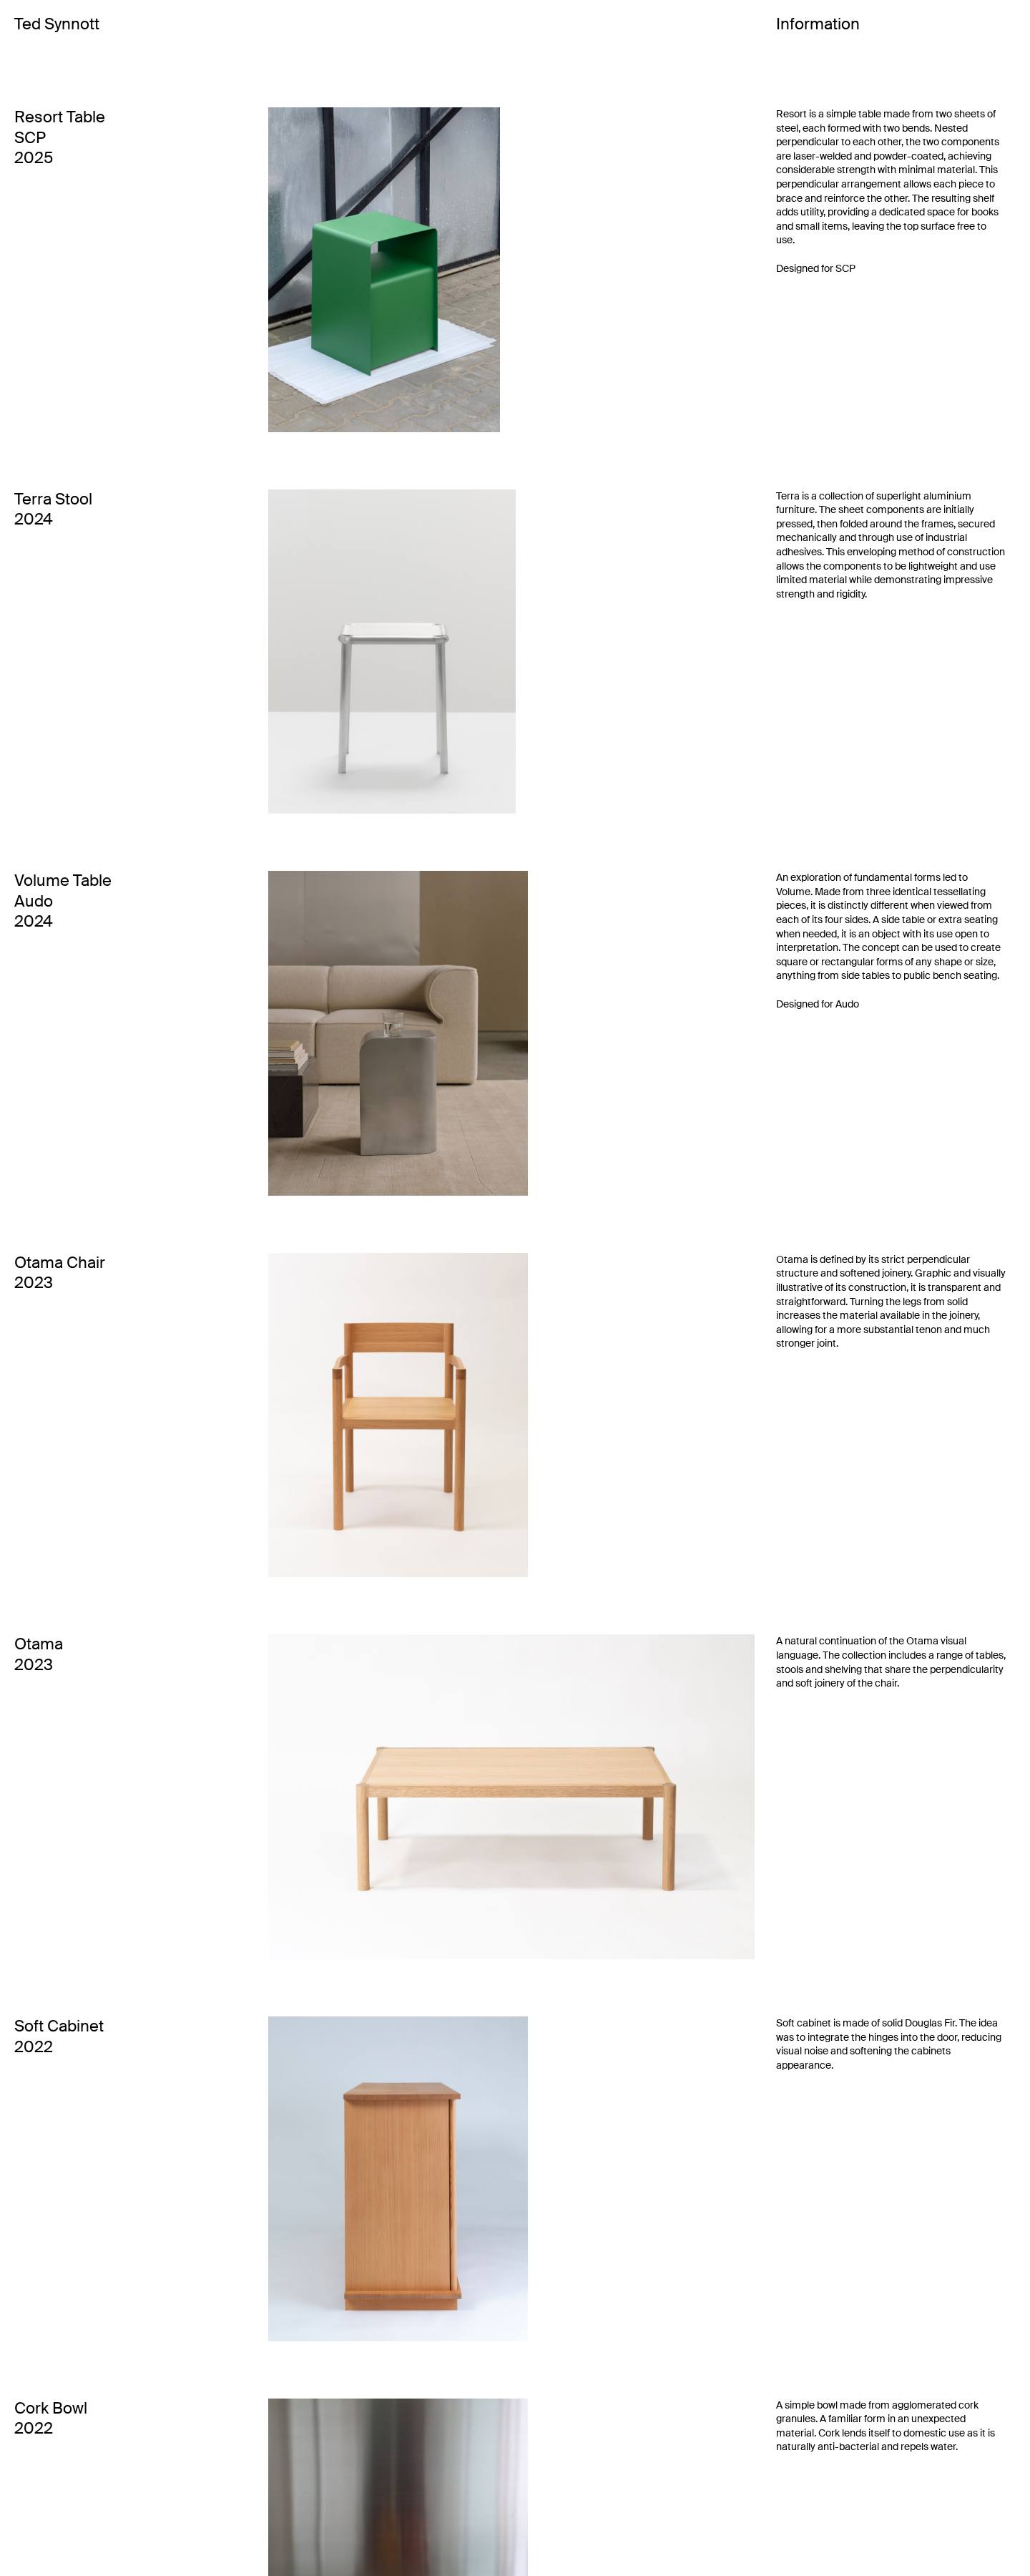 Ted Synnott
Information
Resort Table
SCP
2025
Resort is a simple table made from two sheets of
steel, each formed with two bends. Nested
perpendicular to each other, the two components
are laser-welded and powder-coated, achieving
considerable strength with minimal material. This
perpendicular arrangement allows each piece to
brace and reinforce the other. The resulting shelf
adds utility, providing a dedicated space for books
and small items, leaving the top surface free to
use.
Designed for SCP
Terra Stool
2024
Terra is a collection of superlight aluminium
furniture. The sheet components are initially
pressed, then folded around the frames, secured
mechanically and through use of industrial
adhesives. This enveloping method of construction
allows the components to be lightweight and use
limited material while demonstrating impressive
strength and rigidity.
Volume Table
Audo
2024
An exploration of fundamental forms led to
Volume. Made from three identical tessellating
pieces, it is distinctly different when viewed from
each of its four sides. A side table or extra seating
when needed, it is an object with its use open to
interpretation. The concept can be used to create
square or rectangular forms of any shape or size,
anything from side tables to public bench seating.
Designed for Audo
Otama Chair
2023
Otama is defined by its strict perpendicular
structure and softened joinery. Graphic and visually
illustrative of its construction, it is transparent and
straightforward. Turning the legs from solid
increases the material available in the joinery,
allowing for a more substantial tenon and much
stronger joint.
Otama
2023
A natural continuation of the Otama visual
language. The collection includes a range of tables,
stools and shelving that share the perpendicularity
and soft joinery of the chair.
Soft Cabinet
2022
Soft cabinet is made of solid Douglas Fir. The idea
was to integrate the hinges into the door, reducing
visual noise and softening the cabinets
appearance.
Cork Bowl
2022
A simple bowl made from agglomerated cork
granules. A familiar form in an unexpected
material. Cork lends itself to domestic use as it is
naturally anti-bacterial and repels water.